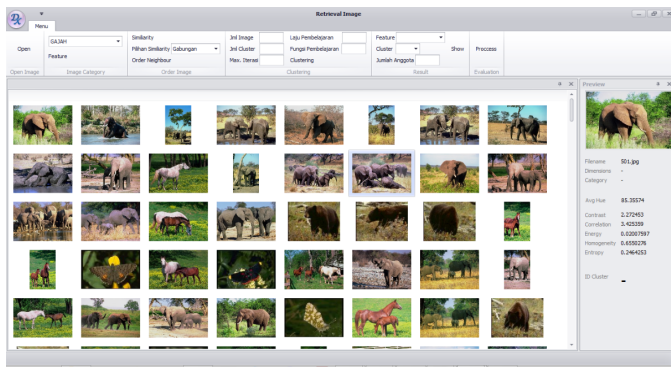 Retrieval Image
Menu
Open
GAJAH
Feature
Similarity
Pilihan Similarity Gabungan
Order Neighbour
Jml Image
Jml Cluster
Max. Iterasi
Laju Pembelajaran
Fungsi Pembelajaran
Clustering
Feature
Cluster Show
Jumlah Anggota
Proccess
Open Image Image Category Order Image Clustering Result Evaluation
Preview
Filename 501.jpg
Dimensions -
Category -
Avg Hue 85.35574
Contrast 2.272453
Correlation 3.425359
Energy 0.02007597
Homogeneity 0.6550276
Entropy 0.2464253
ID Cluster -